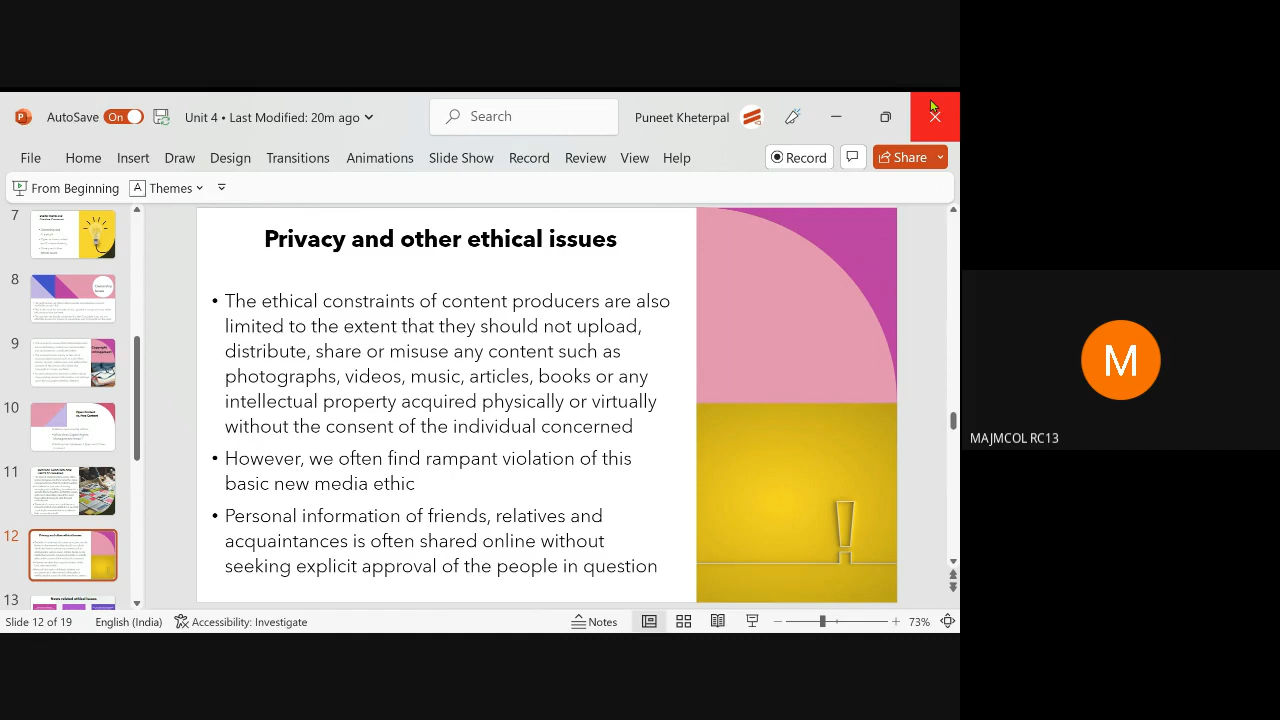 AutoSave On Unit 4 • Last Modified: 20m ago Search Puneet Kheterpal
File Home Insert Draw Design Transitions Animations Slide Show Record Review View Help Record Share
From Beginning A Themes
7
8
9
10
11
12
13
Privacy and other ethical issues
• The ethical constraints of content producers are also
limited to the extent that they should not upload,
distribute, share or misuse any content such as
photographs, videos, music, articles, books or any
intellectual property acquired physically or virtually
without the consent of the individual concerned
• However, we often find rampant violation of this
basic new media ethic
• Personal information of friends, relatives and
acquaintances is often shared online without
seeking explicit approval of the people in question
M
MAJMCOL RC13
Slide 12 of 19 English (India) Accessibility: Investigate Notes 73%